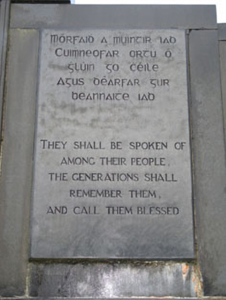 Mórfaid a muintir iad
Cuimneofar ortu ó
glúin go céile
Agus déarfar gur
beannaite iad
THEY SHALL BE SPOKEN OF
AMONG THEIR PEOPLE,
THE GENERATIONS SHALL
REMEMBER THEM,
AND CALL THEM BLESSED